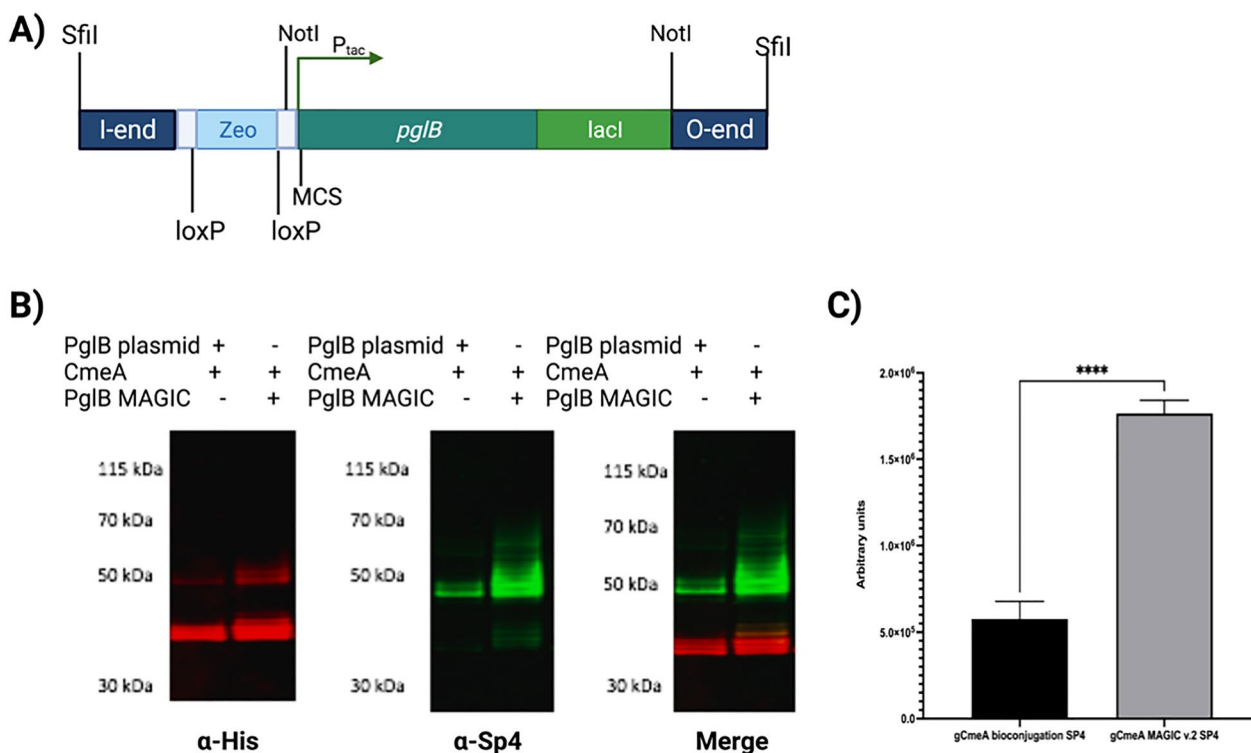 A)
SfiI
NotI
Ptac
NotI
SfiI
I-end
Zeo
pglB
lacI
O-end
MCS
loxP
loxP
B)
PglB plasmid + -
CmeA + +
PglB MAGIC - +
115 kDa
70 kDa
50 kDa
30 kDa
α-His
PglB plasmid + -
CmeA + +
PglB MAGIC - +
115 kDa
70 kDa
50 kDa
30 kDa
α-Sp4
PglB plasmid + -
CmeA + +
PglB MAGIC - +
115 kDa
70 kDa
50 kDa
30 kDa
Merge
C)
****
2.0×10⁶
1.5×10⁶
1.0×10⁶
5.0×10⁵
0.0
Arbitrary units
gCmeA bioconjugation SP4
gCmeA MAGIC v.2 SP4